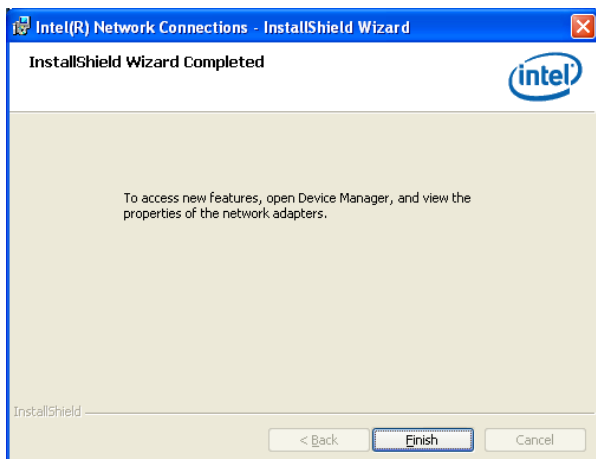 Intel(R) Network Connections - InstallShield Wizard
InstallShield Wizard Completed
intel
To access new features, open Device Manager, and view the
properties of the network adapters.
InstallShield
< Back
Finish
Cancel